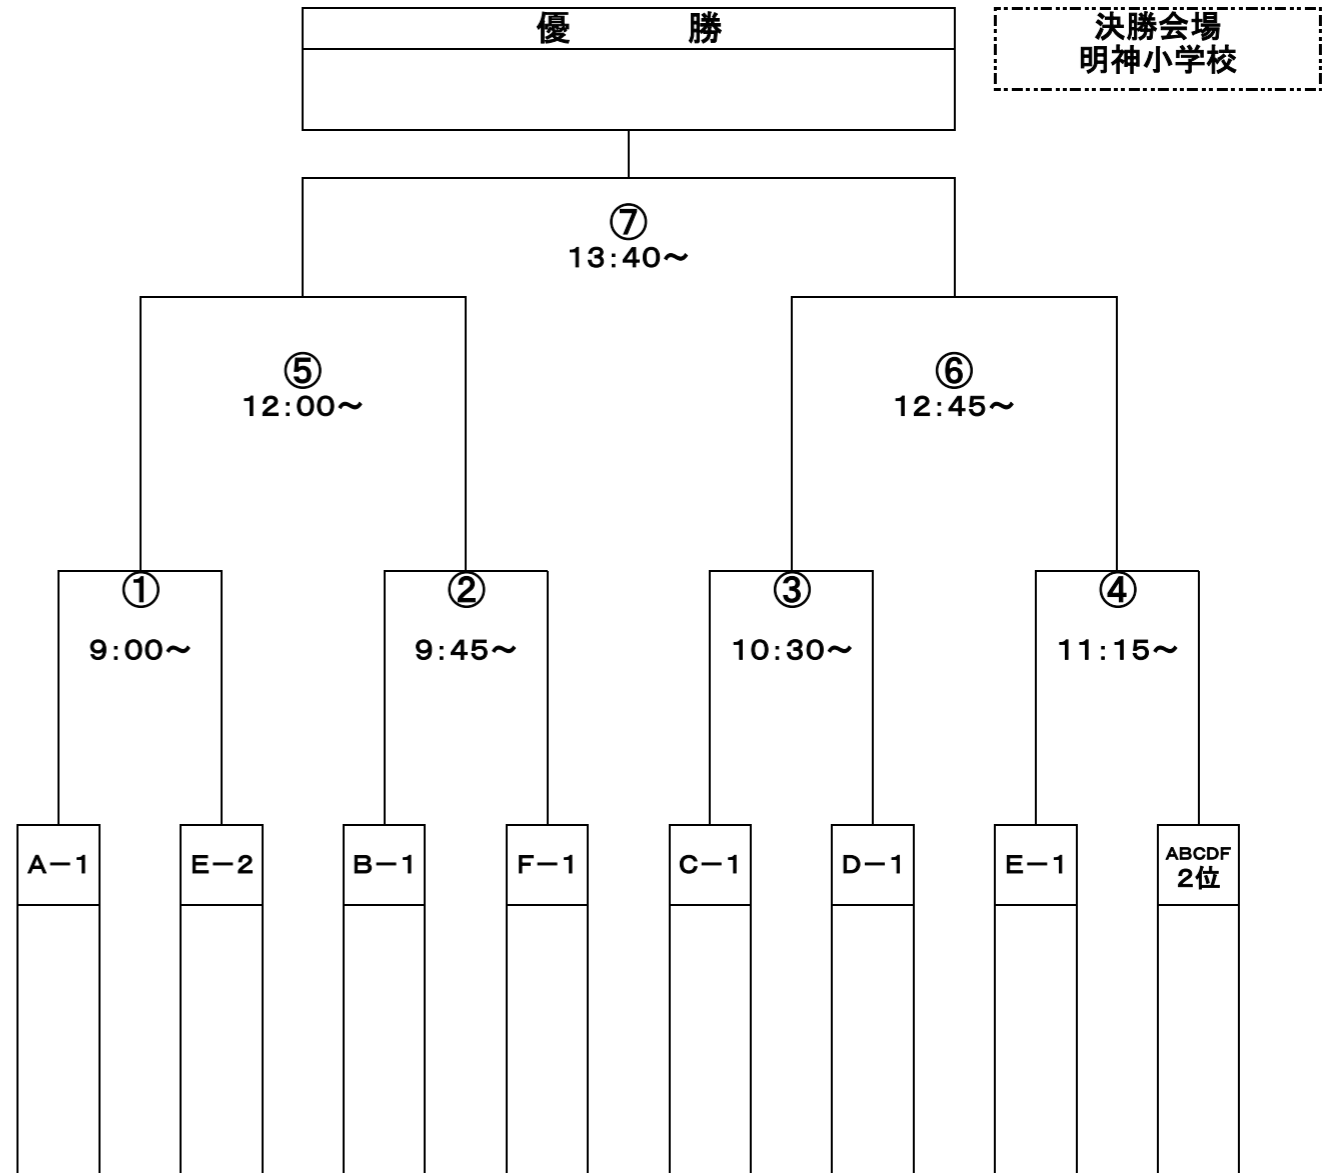 優　　　勝
決勝会場
明神小学校
⑦
13:40～
⑤
12:00～
⑥
12:45～
①
9:00～
②
9:45～
③
10:30～
④
11:15～
A－1
E－2
B－1
F－1
C－1
D－1
E－1
ABCDF
2位